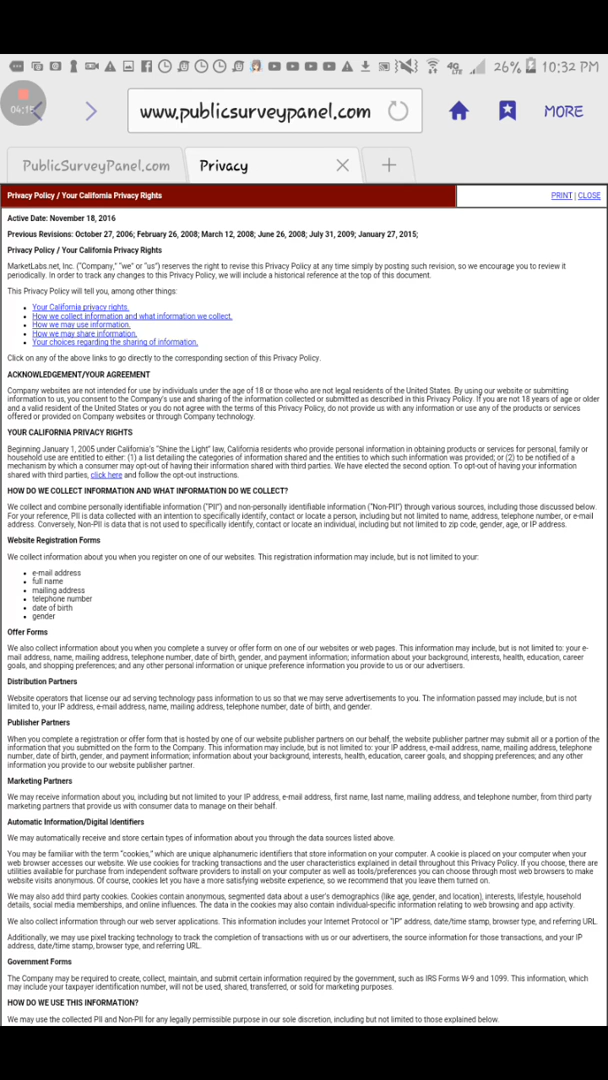 4G LTE 26% 10:32 PM
04:15
www.publicsurveypanel.com MORE
PublicSurveyPanel.com Privacy
Privacy Policy / Your California Privacy Rights PRINT | CLOSE
Active Date: November 18, 2016
Previous Revisions: October 27, 2006; February 26, 2008; March 12, 2008; June 26, 2008; July 31, 2009; January 27, 2015;
Privacy Policy / Your California Privacy Rights
MarketLabs.net, Inc. ("Company," "we" or "us") reserves the right to revise this Privacy Policy at any time simply by posting such revision, so we encourage you to review it
periodically. In order to track any changes to this Privacy Policy, we will include a historical reference at the top of this document.
This Privacy Policy will tell you, among other things:
• Your California privacy rights.
• How we collect information and what information we collect.
• How we may use information.
• How we may share information.
• Your choices regarding the sharing of information.
Click on any of the above links to go directly to the corresponding section of this Privacy Policy.
ACKNOWLEDGEMENT/YOUR AGREEMENT
Company websites are not intended for use by individuals under the age of 18 or those who are not legal residents of the United States. By using our website or submitting
information to us, you consent to the Company's use and sharing of the information collected or submitted as described in this Privacy Policy. If you are not 18 years of age or older
and a valid resident of the United States or you do not agree with the terms of this Privacy Policy, do not provide us with any information or use any of the products or services
offered or provided on Company websites or through Company technology.
YOUR CALIFORNIA PRIVACY RIGHTS
Beginning January 1, 2005 under California's "Shine the Light" law, California residents who provide personal information in obtaining products or services for personal, family or
household use are entitled to either: (1) a list detailing the categories of information shared and the entities to which such information was provided; or (2) to be notified of a
mechanism by which a consumer may opt-out of having their information shared with third parties. We have elected the second option. To opt-out of having your information
shared with third parties, click here and follow the opt-out instructions.
HOW DO WE COLLECT INFORMATION AND WHAT INFORMATION DO WE COLLECT?
We collect and combine personally identifiable information ("PII") and non-personally identifiable information ("Non-PII") through various sources, including those discussed below.
For your reference, PII is data collected with an intention to specifically identify, contact or locate a person, including but not limited to name, address, telephone number, or e-mail
address. Conversely, Non-PII is data that is not used to specifically identify, contact or locate an individual, including but not limited to zip code, gender, age, or IP address.
Website Registration Forms
We collect information about you when you register on one of our websites. This registration information may include, but is not limited to your:
• e-mail address
• full name
• mailing address
• telephone number
• date of birth
• gender
Offer Forms
We also collect information about you when you complete a survey or offer form on one of our websites or web pages. This information may include, but is not limited to: your e-
mail address, name, mailing address, telephone number, date of birth, gender, and payment information; information about your background, interests, health, education, career
goals, and shopping preferences; and any other personal information or unique preference information you provide to us or our advertisers.
Distribution Partners
Website operators that license our ad serving technology pass information to us so that we may serve advertisements to you. The information passed may include, but is not
limited to, your IP address, e-mail address, name, mailing address, telephone number, date of birth, and gender.
Publisher Partners
When you complete a registration or offer form that is hosted by one of our website publisher partners on our behalf, the website publisher partner may submit all or a portion of the
information that you submitted on the form to the Company. This information may include, but is not limited to: your IP address, e-mail address, name, mailing address, telephone
number, date of birth, gender, and payment information; information about your background, interests, health, education, career goals, and shopping preferences; and any other
information you provide to our website publisher partner.
Marketing Partners
We may receive information about you, including but not limited to your IP address, e-mail address, first name, last name, mailing address, and telephone number, from third party
marketing partners that provide us with consumer data to manage on their behalf.
Automatic Information/Digital Identifiers
We may automatically receive and store certain types of information about you through the data sources listed above.
You may be familiar with the term "cookies," which are unique alphanumeric identifiers that store information on your computer. A cookie is placed on your computer when your
web browser accesses our website. We use cookies for tracking transactions and the user characteristics explained in detail throughout this Privacy Policy. If you choose, there are
utilities available for purchase from independent software providers to install on your computer as well as tools/preferences you can choose through most web browsers to make
website visits anonymous. Of course, cookies let you have a more satisfying website experience, so we recommend that you leave them turned on.
We may also add third party cookies. Cookies contain anonymous, segmented data about a user's demographics (like age, gender, and location), interests, lifestyle, household
details, social media memberships, and online influences. The data in the cookies may also contain individual-specific information relating to web browsing and app activity.
We also collect information through our web server applications. This information includes your Internet Protocol or "IP" address, date/time stamp, browser type, and referring URL.
Additionally, we may use pixel tracking technology to track the completion of transactions with us or our advertisers, the source information for those transactions, and your IP
address, date/time stamp, browser type, and referring URL.
Government Forms
The Company may be required to create, collect, maintain, and submit certain information required by the government, such as IRS Forms W-9 and 1099. This information, which
may include your taxpayer identification number, will not be used, shared, transferred, or sold for marketing purposes.
HOW DO WE USE THIS INFORMATION?
We may use the collected PII and Non-PII for any legally permissible purpose in our sole discretion, including but not limited to those explained below.